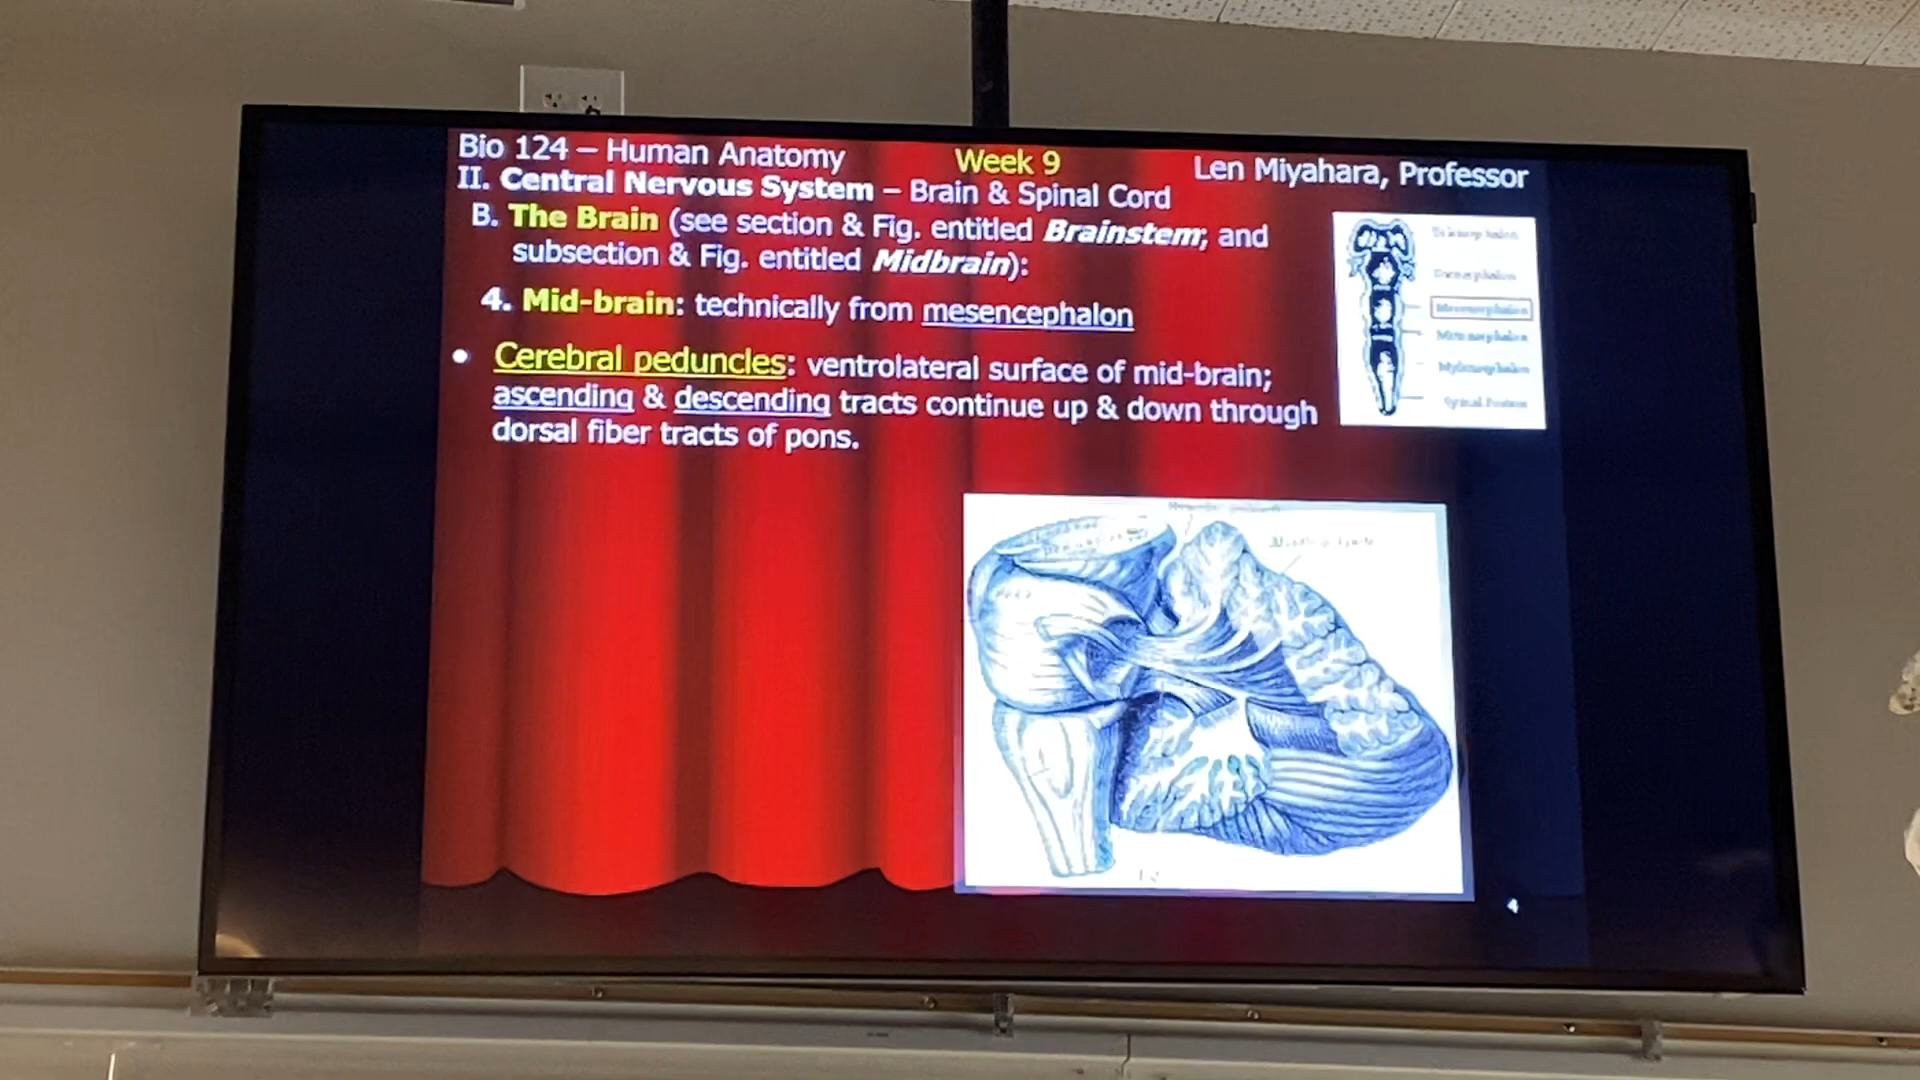 Bio 124 – Human Anatomy Week 9 Len Miyahara, Professor
II. Central Nervous System – Brain & Spinal Cord
B. The Brain (see section & Fig. entitled Brainstem; and
subsection & Fig. entitled Midbrain):
4. Mid-brain: technically from mesencephalon
• Cerebral peduncles: ventrolateral surface of mid-brain;
ascending & descending tracts continue up & down through
dorsal fiber tracts of pons.
Mesencephalon
4